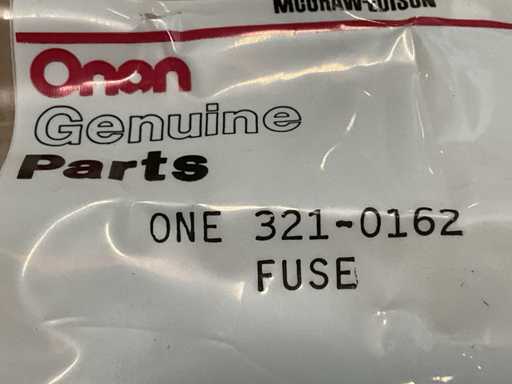 McGRAW-EDISON
Onan
Genuine
Parts
ONE 321-0162
FUSE